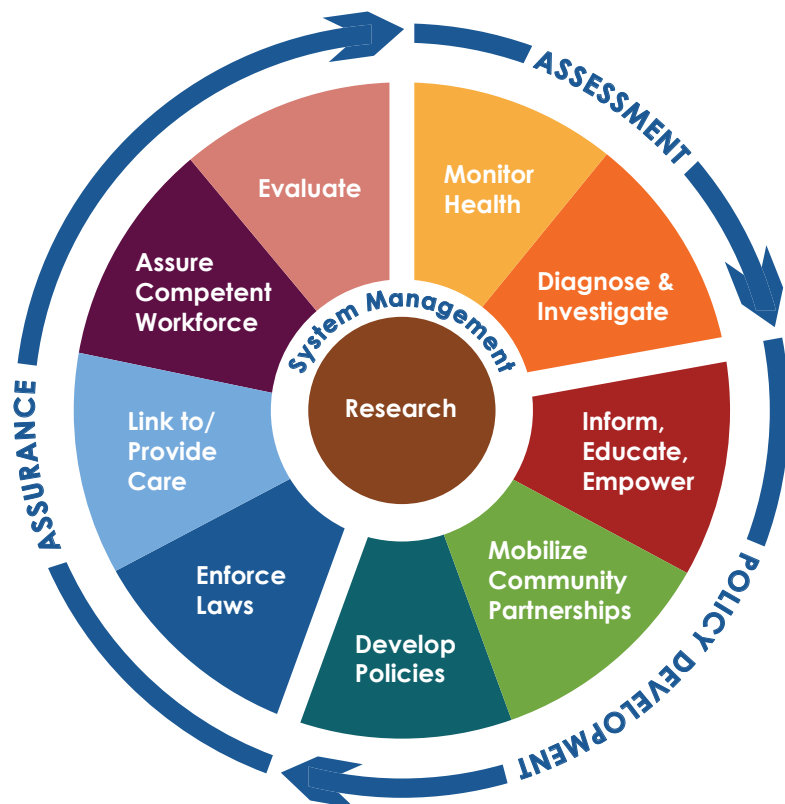 ASSESSMENT
Monitor
Health
Diagnose &
Investigate
Inform,
Educate,
Empower
Mobilize
Community
Partnerships
POLICY DEVELOPMENT
Develop
Policies
Enforce
Laws
Link to/
Provide
Care
Assure
Competent
Workforce
Evaluate
ASSURANCE
System Management
Research